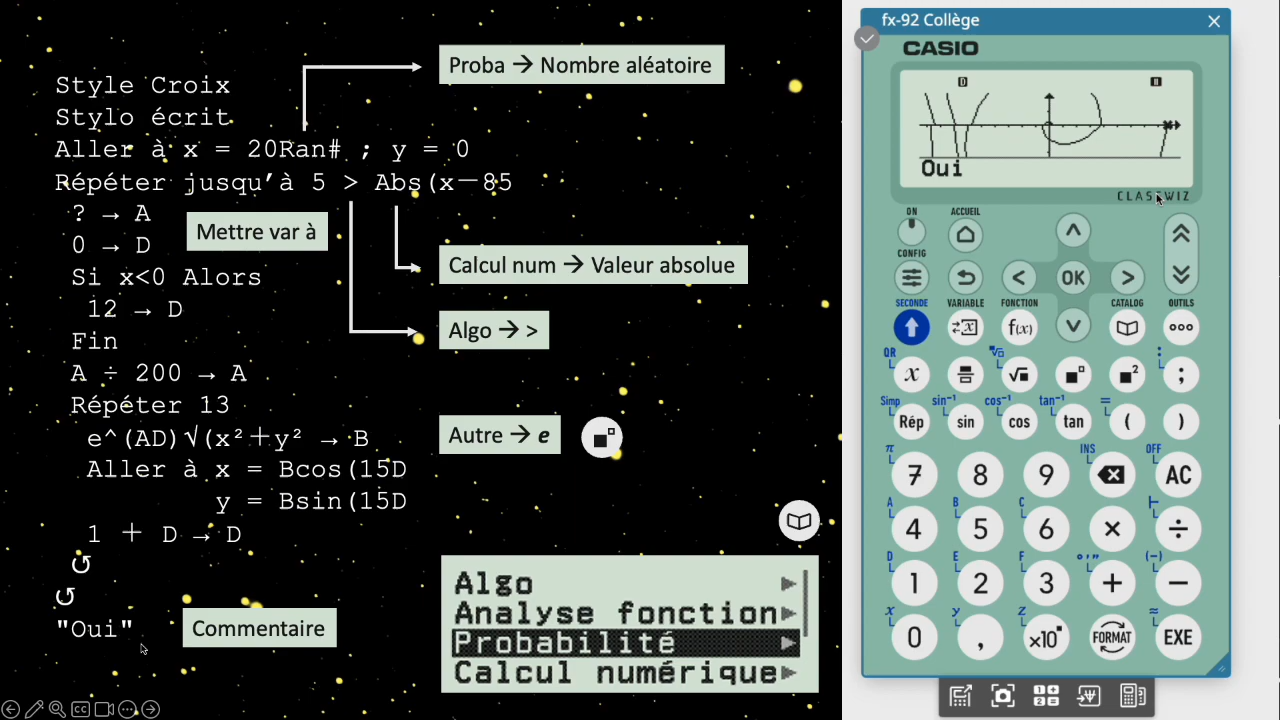 Style Croix
Stylo écrit
Aller à x = 20Ran# ; y = 0
Répéter jusqu'à 5 > Abs(x−85
? → A
0 → D
Si x<0 Alors
12 → D
Fin
A ÷ 200 → A
Répéter 13
e^(AD)√(x²+y² → B
Aller à x = Bcos(15D
y = Bsin(15D
1 + D → D
↺
↺
"Oui"
Proba → Nombre aléatoire
Mettre var à
Calcul num → Valeur absolue
Algo → >
Autre → e
Commentaire
Algo
Analyse fonction
Probabilité
Calcul numérique
CC
fx-92 Collège
CASIO
D
Oui
CLASSWIZ
ON
ACCUEIL
CONFIG
OK
SECONDE
VARIABLE
FONCTION
CATALOG
OUTILS
x
f(x)
QR
:
x
√■
■²
;
Simp
sin⁻¹
cos⁻¹
tan⁻¹
=
Rép
sin
cos
tan
(
)
π
INS
OFF
7
8
9
AC
A
B
C
4
5
6
×
÷
D
E
F
° ′ ″
(−)
1
2
3
+
−
x
y
z
≈
0
,
×10■
FORMAT
EXE